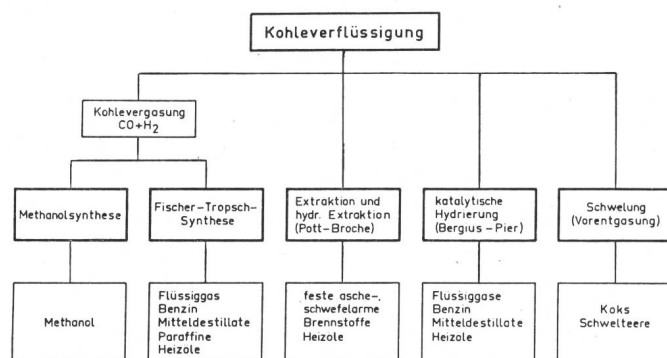 Kohleverflüssigung
Kohlevergasung
CO+H2
Methanolsynthese
Fischer-Tropsch-
Synthese
Extraktion und
hydr. Extraktion
(Pott-Broche)
katalytische
Hydrierung
(Bergius-Pier)
Schwelung
(Vorentgasung)
Methanol
Flüssiggas
Benzin
Mitteldestillate
Paraffine
Heizole
feste asche-,
schwefelarme
Brennstoffe
Heizole
Flussiggase
Benzin
Mitteldestillate
Heizole
Koks
Schwelteere